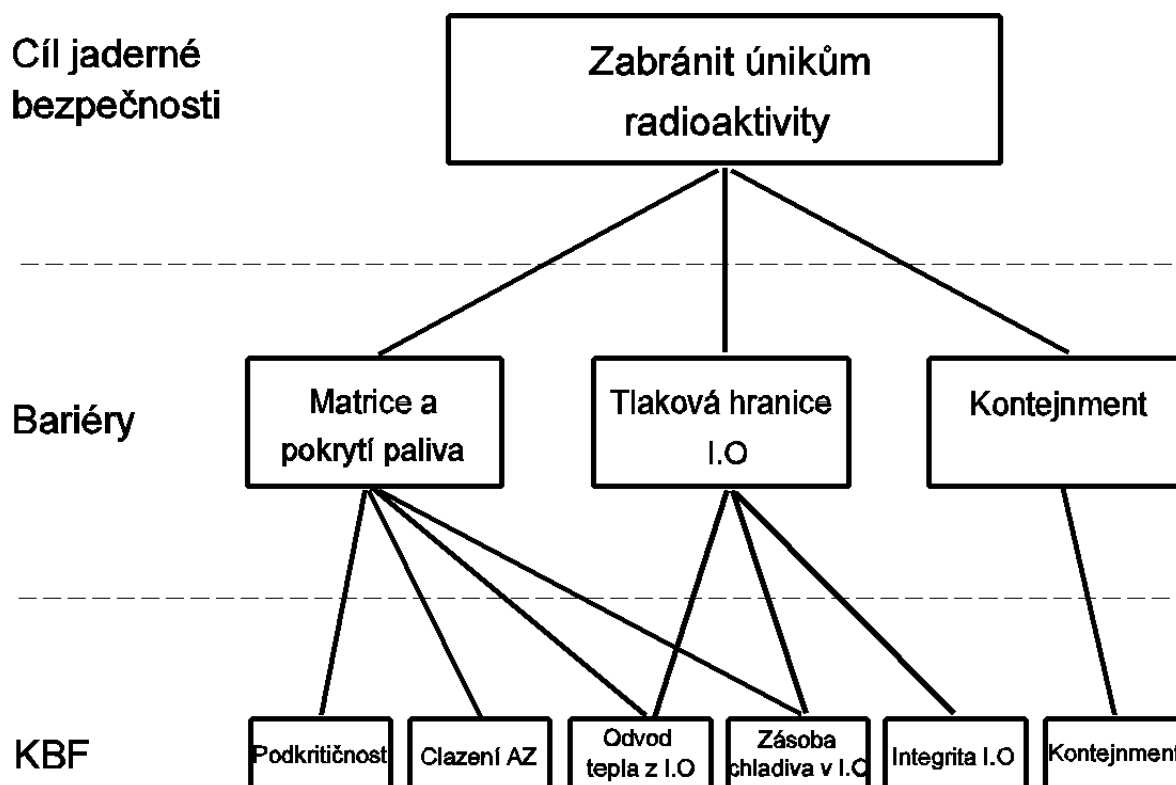 Cíl jaderné
bezpečnosti
Zabránit únikům
radioaktivity
Bariéry
Matrice a
pokrytí paliva
Tlaková hranice
I.O
Kontejnment
KBF
Podkritičnost
Clazení AZ
Odvod
tepla z I.O
Zásoba
chladiva v I.O
Integrita I.O
Kontejnment